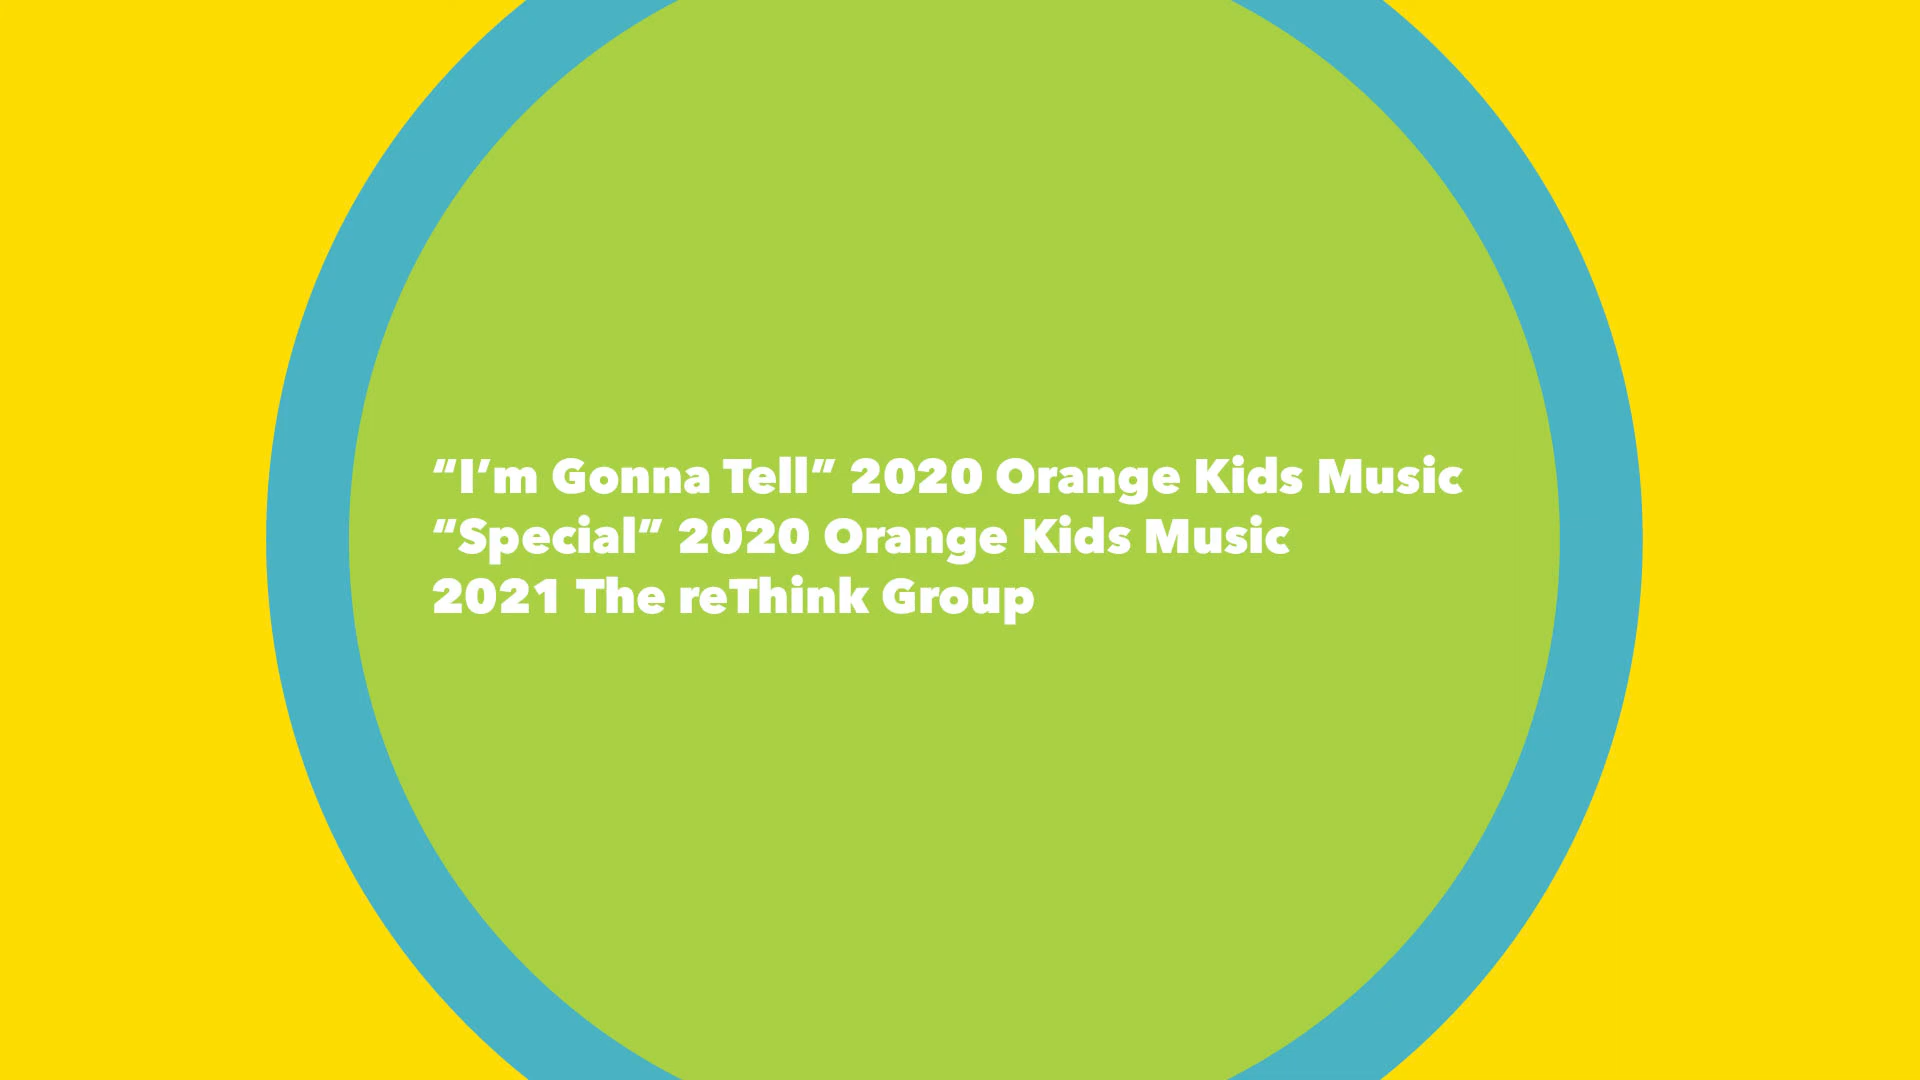 “I’m Gonna Tell” 2020 Orange Kids Music
“Special” 2020 Orange Kids Music
2021 The reThink Group